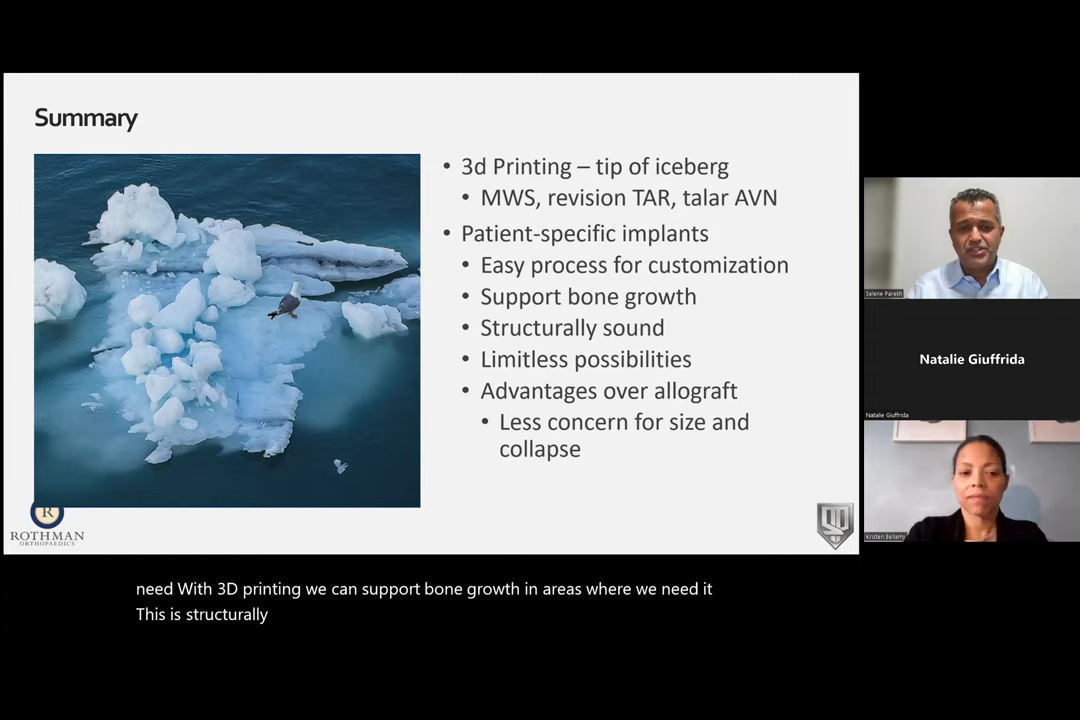 Summary
• 3d Printing – tip of iceberg
• MWS, revision TAR, talar AVN
• Patient-specific implants
• Easy process for customization
• Support bone growth
• Structurally sound
• Limitless possibilities
• Advantages over allograft
• Less concern for size and
collapse
R
ROTHMAN
ORTHOPAEDICS
Selene Parekh
Natalie Giuffrida
Natalie Giuffrida
Kristen Bellamy
need With 3D printing we can support bone growth in areas where we need it
This is structurally